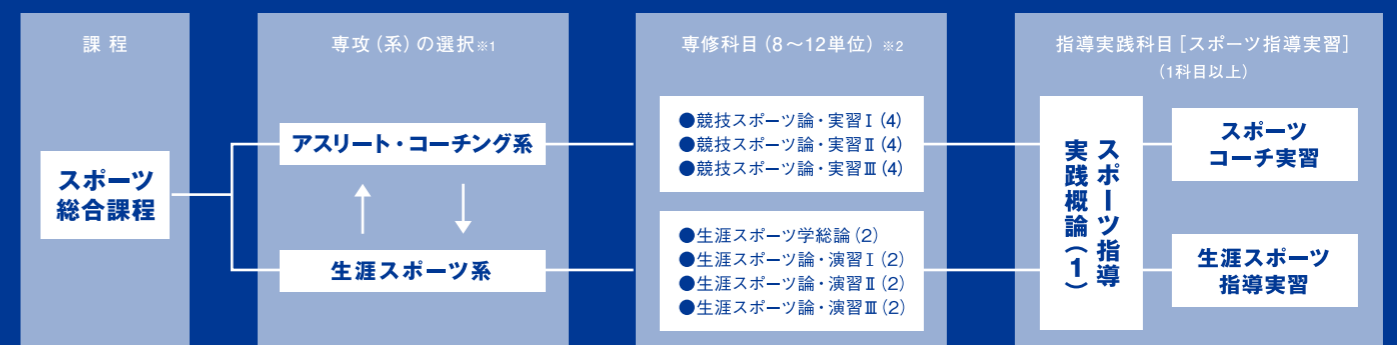 課 程
専攻（系）の選択※1
専修科目（8〜12単位）※2
指導実践科目［スポーツ指導実習］
（1科目以上）
スポーツ
総合課程
アスリート・コーチング系
生涯スポーツ系
●競技スポーツ論・実習Ⅰ（4）
●競技スポーツ論・実習Ⅱ（4）
●競技スポーツ論・実習Ⅲ（4）
●生涯スポーツ学総論（2）
●生涯スポーツ論・演習Ⅰ（2）
●生涯スポーツ論・演習Ⅱ（2）
●生涯スポーツ論・演習Ⅲ（2）
スポーツ指導
実践概論（1）
スポーツ
コーチ実習
生涯スポーツ
指導実習